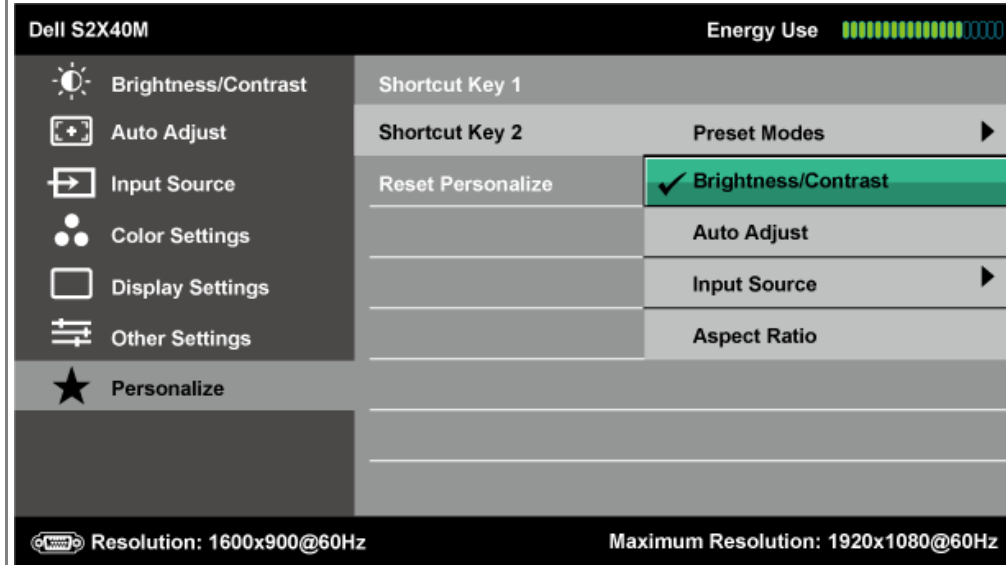 Dell S2X40M Energy Use
Brightness/Contrast Shortcut Key 1
Auto Adjust Shortcut Key 2 Preset Modes
Input Source Reset Personalize Brightness/Contrast
Color Settings Auto Adjust
Display Settings Input Source
Other Settings Aspect Ratio
Personalize
Resolution: 1600x900@60Hz Maximum Resolution: 1920x1080@60Hz